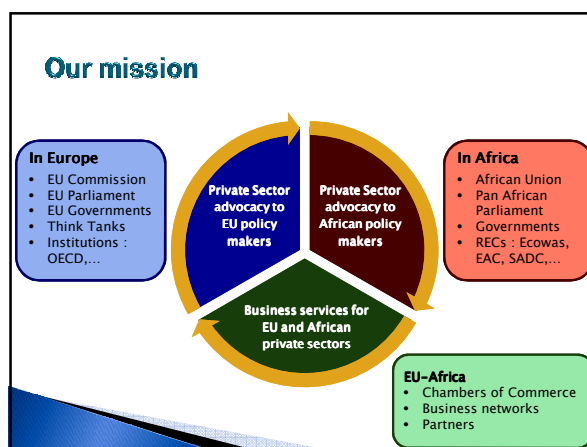 Our mission
In Europe
• EU Commission
• EU Parliament
• EU Governments
• Think Tanks
• Institutions :
OECD,...
Private Sector
advocacy to
EU policy
makers
Private Sector
advocacy to
African policy
makers
In Africa
• African Union
• Pan African
Parliament
• Governments
• RECs : Ecowas,
EAC, SADC,...
Business services for
EU and African
private sectors
EU-Africa
• Chambers of Commerce
• Business networks
• Partners